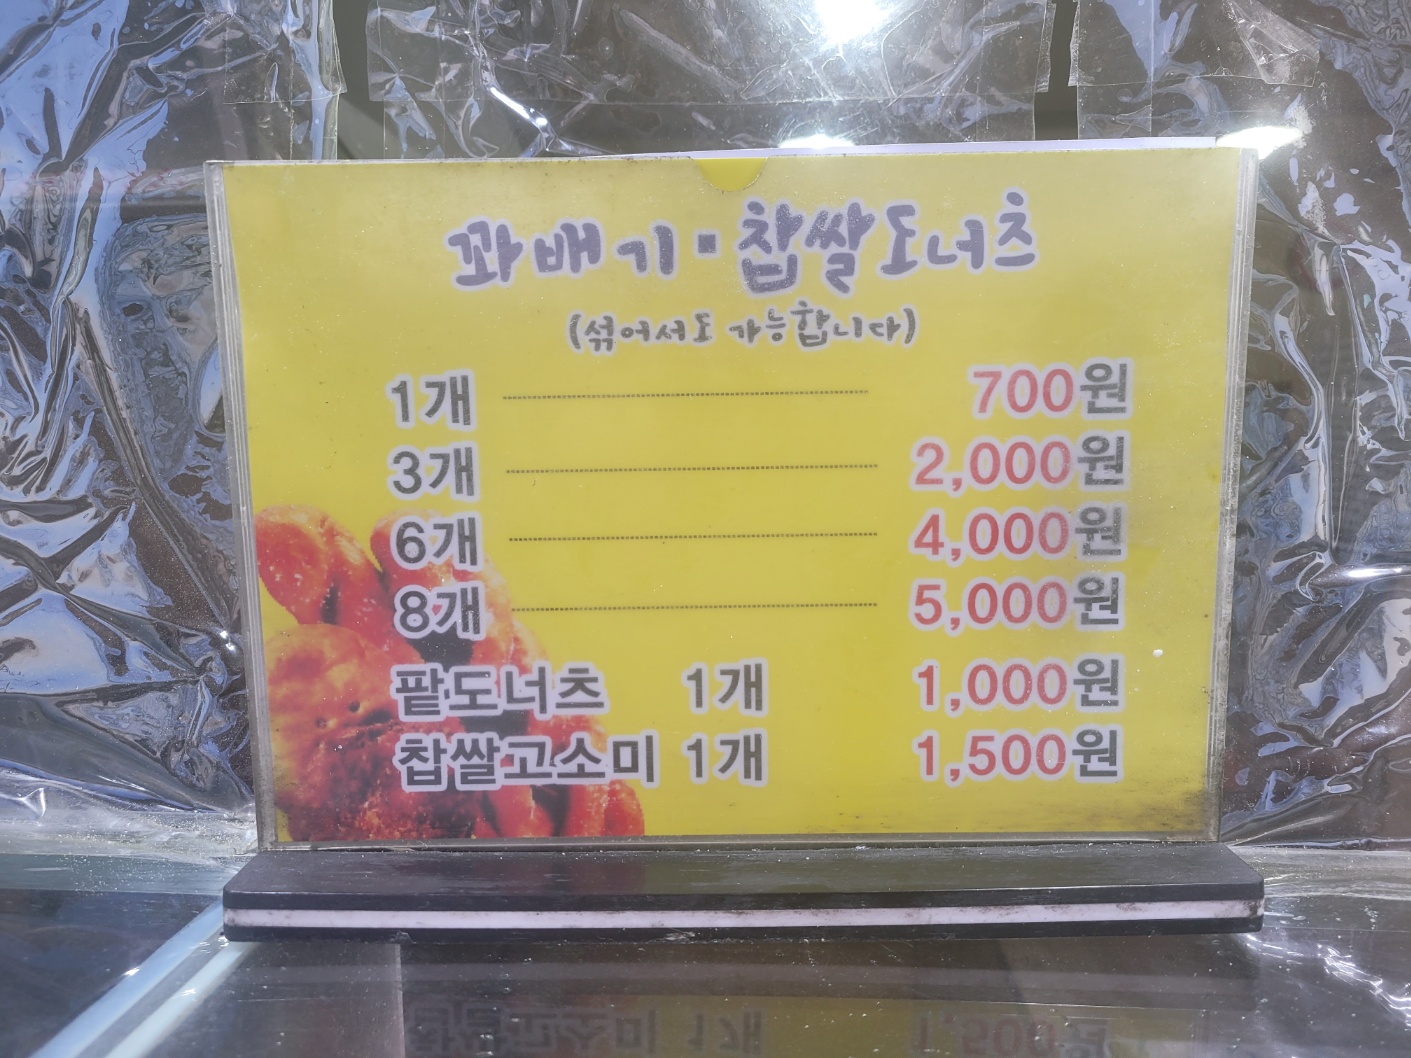 꽈배기·찹쌀도너츠
(섞어서도 가능합니다)
1개 700원
3개 2,000원
6개 4,000원
8개 5,000원
팥도너츠 1개 1,000원
찹쌀고소미 1개 1,500원